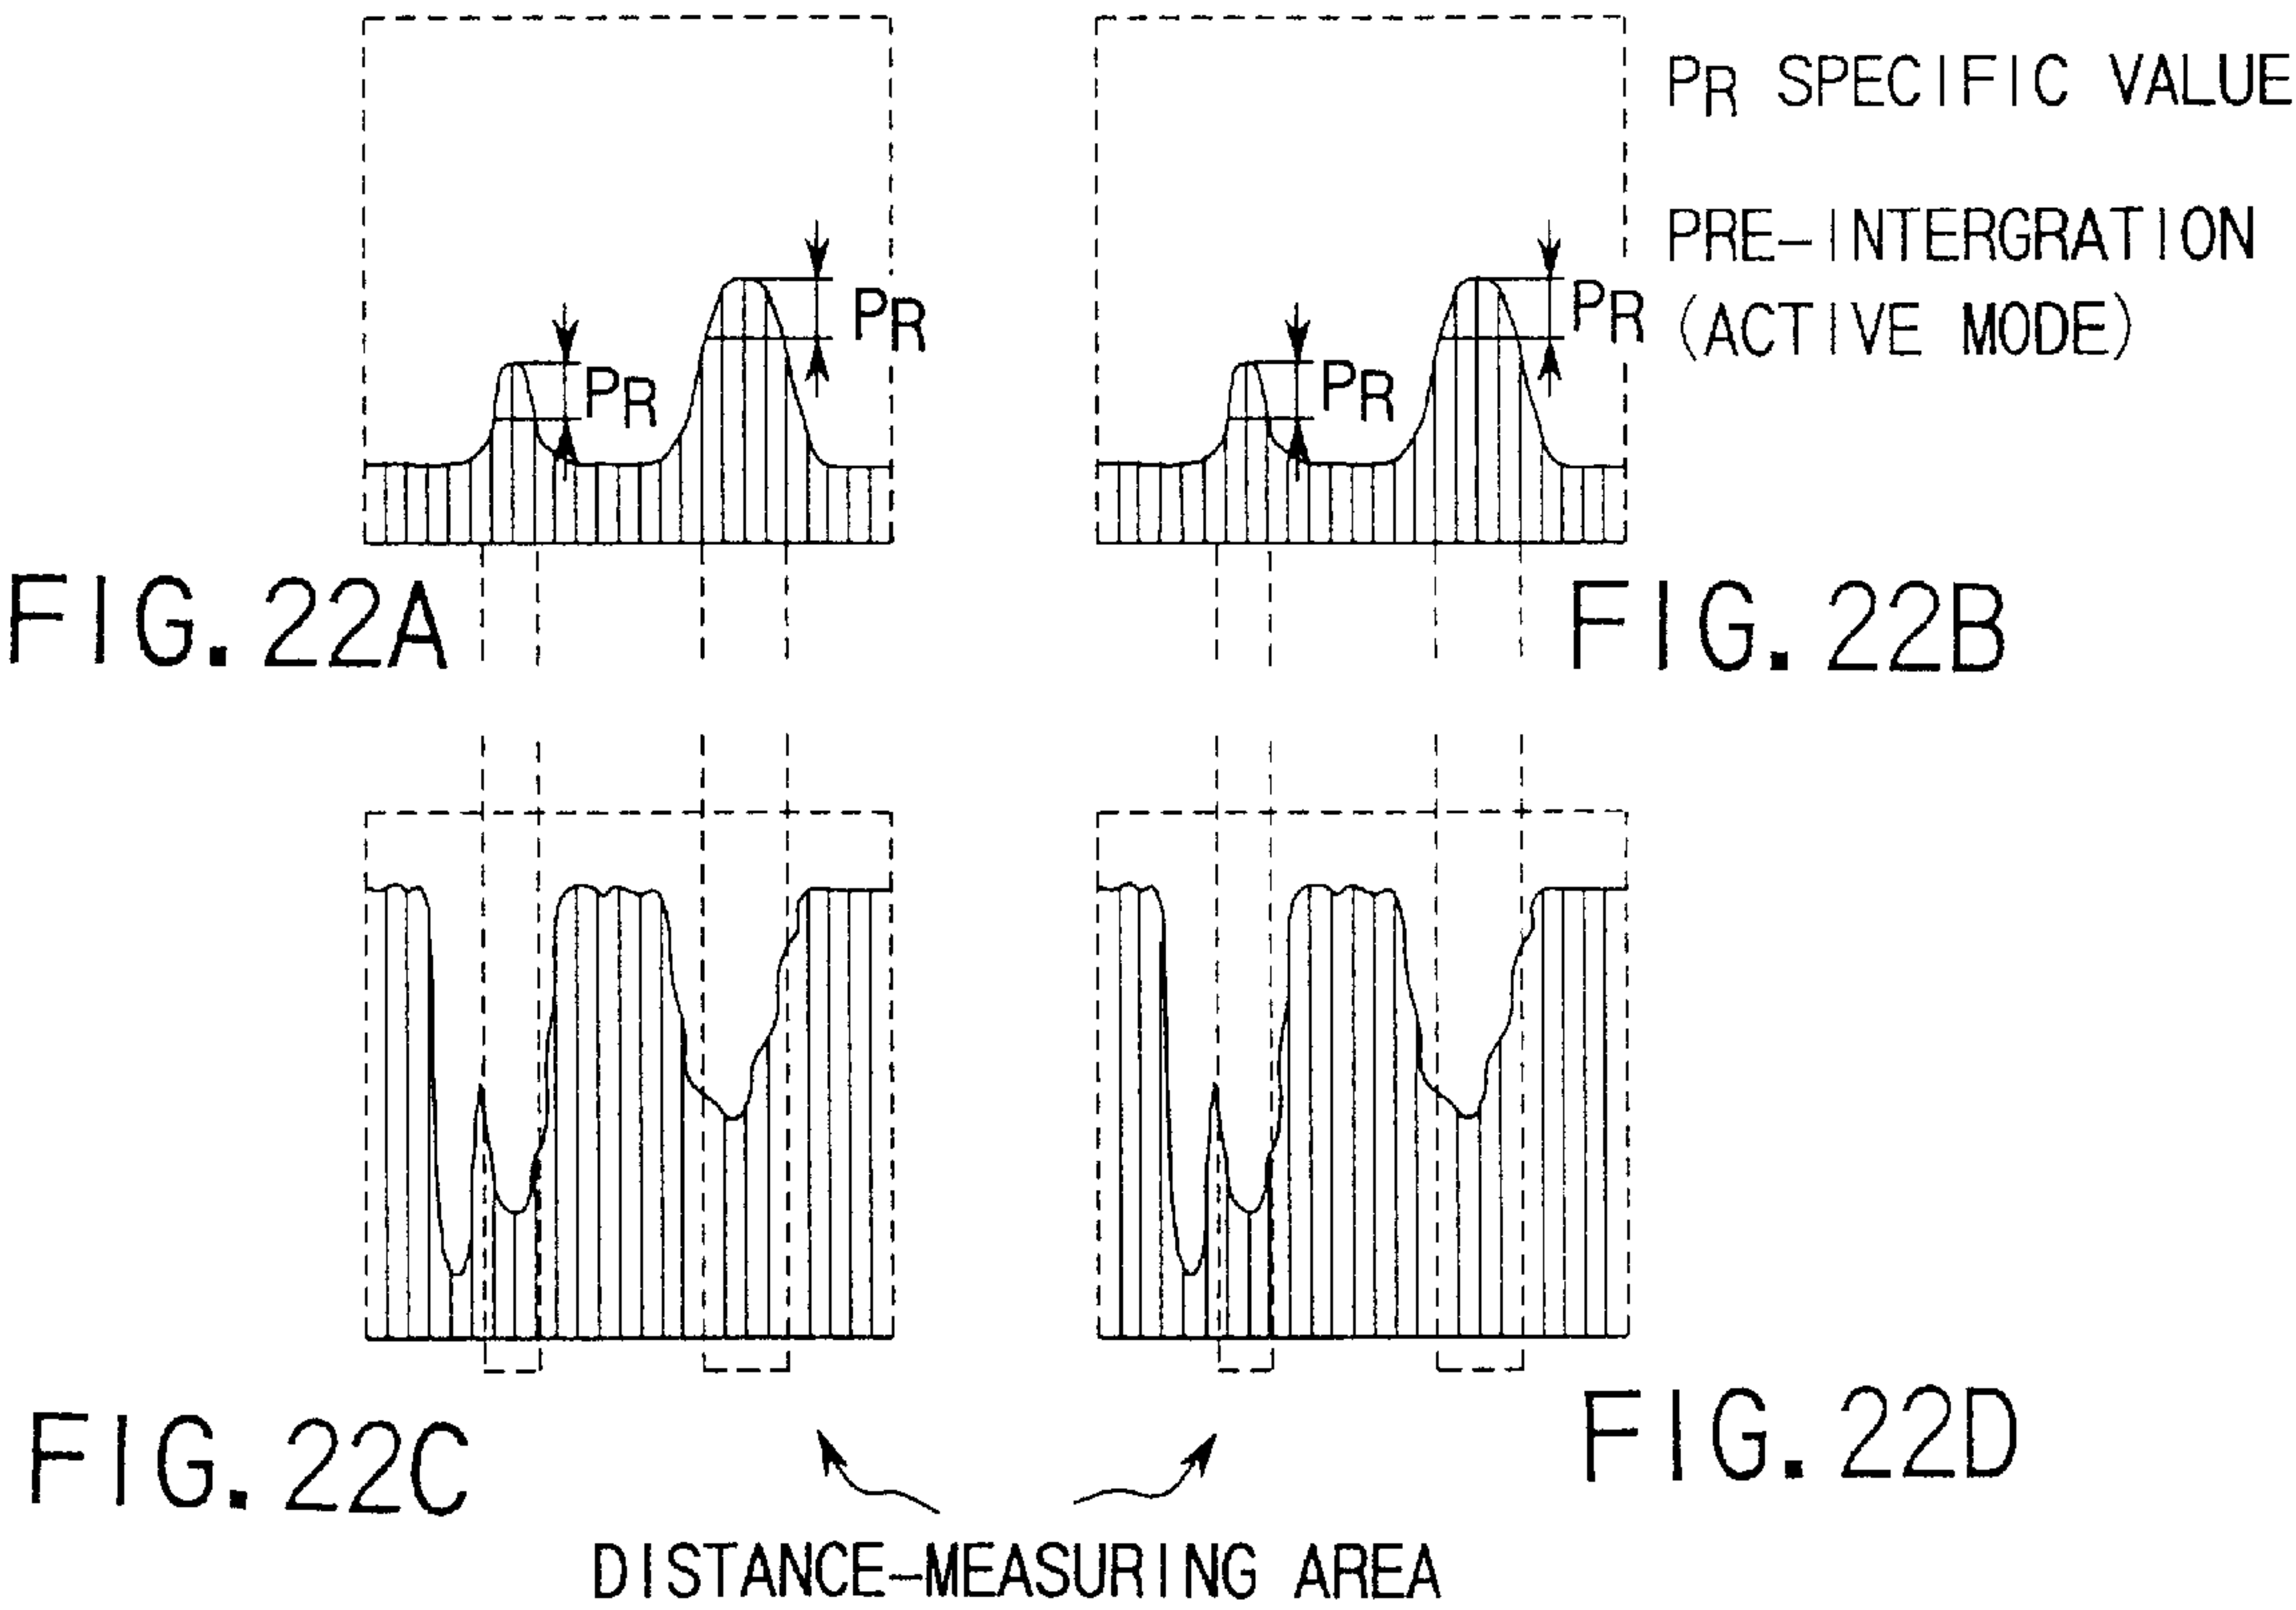 PR SPECIFIC VALUE
PRE-INTERGRATION
(ACTIVE MODE)
PR
PR
PR
PR
FIG. 22A
FIG. 22B
FIG. 22C
FIG. 22D
DISTANCE-MEASURING AREA